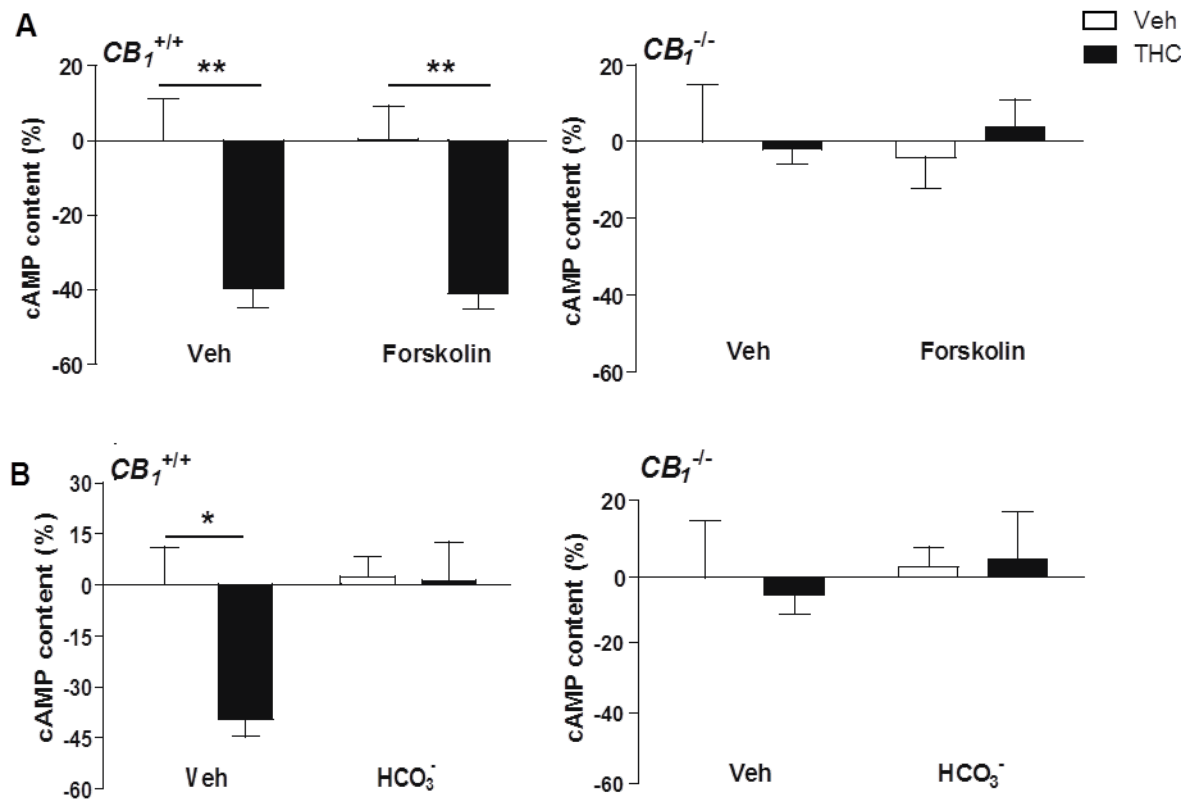 A
Veh
THC
CB₁⁺/⁺
CB₁⁻/⁻
cAMP content (%)
20
0
-20
-40
-60
**
**
Veh
Forskolin
cAMP content (%)
20
0
-20
-40
-60
Veh
Forskolin
B
CB₁⁺/⁺
CB₁⁻/⁻
cAMP content (%)
30
15
0
-15
-30
-45
-60
*
Veh
HCO₃⁻
cAMP content (%)
20
0
-20
-40
-60
Veh
HCO₃⁻